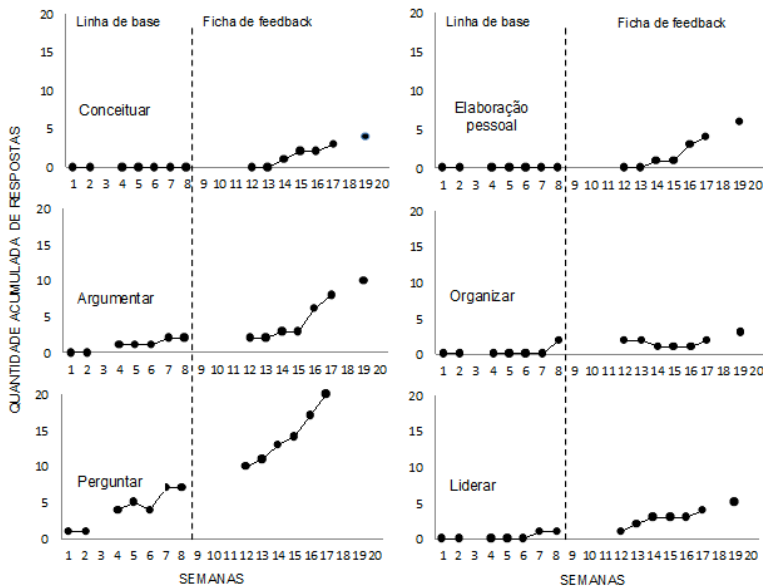 QUANTIDADE ACUMULADA DE RESPOSTAS
Linha de base Ficha de feedback
20
15
10
5
0
Conceituar
1 2 3 4 5 6 7 8 9 10 11 12 13 14 15 16 17 18 19 20
Linha de base Ficha de feedback
20
15
10
5
0
Elaboração
pessoal
1 2 3 4 5 6 7 8 9 10 11 12 13 14 15 16 17 18 19 20
20
15
10
5
0
Argumentar
1 2 3 4 5 6 7 8 9 10 11 12 13 14 15 16 17 18 19 20
20
15
10
5
0
Organizar
1 2 3 4 5 6 7 8 9 10 11 12 13 14 15 16 17 18 19 20
20
15
10
5
0
Perguntar
1 2 3 4 5 6 7 8 9 10 11 12 13 14 15 16 17 18 19 20
SEMANAS
20
15
10
5
0
Liderar
1 2 3 4 5 6 7 8 9 10 11 12 13 14 15 16 17 18 19 20
SEMANAS